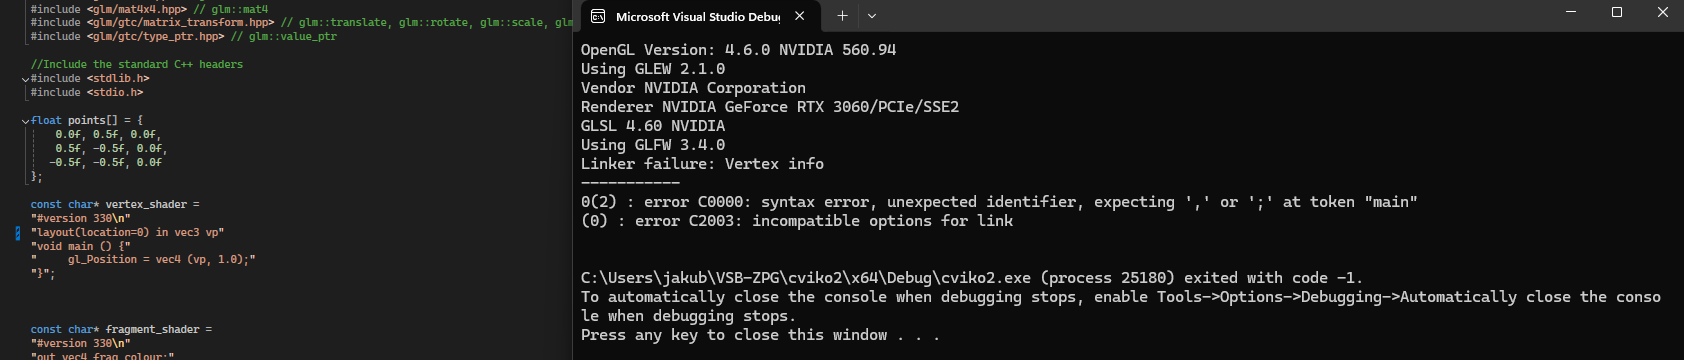 #include <glm/mat4x4.hpp> // glm::mat4
#include <glm/gtc/matrix_transform.hpp> // glm::translate, glm::rotate, glm::scale, glm
#include <glm/gtc/type_ptr.hpp> // glm::value_ptr
//Include the standard C++ headers
#include <stdlib.h>
#include <stdio.h>
float points[] = {
0.0f, 0.5f, 0.0f,
0.5f, -0.5f, 0.0f,
-0.5f, -0.5f, 0.0f
};
const char* vertex_shader =
"#version 330\n"
"layout(location=0) in vec3 vp"
"void main () {"
"     gl_Position = vec4 (vp, 1.0);"
"}";
const char* fragment_shader =
"#version 330\n"
"out vec4 frag_colour;"
Microsoft Visual Studio Debu
OpenGL Version: 4.6.0 NVIDIA 560.94
Using GLEW 2.1.0
Vendor NVIDIA Corporation
Renderer NVIDIA GeForce RTX 3060/PCIe/SSE2
GLSL 4.60 NVIDIA
Using GLFW 3.4.0
Linker failure: Vertex info
-----------
0(2) : error C0000: syntax error, unexpected identifier, expecting ',' or ';' at token "main"
(0) : error C2003: incompatible options for link
C:\Users\jakub\VSB-ZPG\cviko2\x64\Debug\cviko2.exe (process 25180) exited with code -1.
To automatically close the console when debugging stops, enable Tools->Options->Debugging->Automatically close the conso
le when debugging stops.
Press any key to close this window . . .